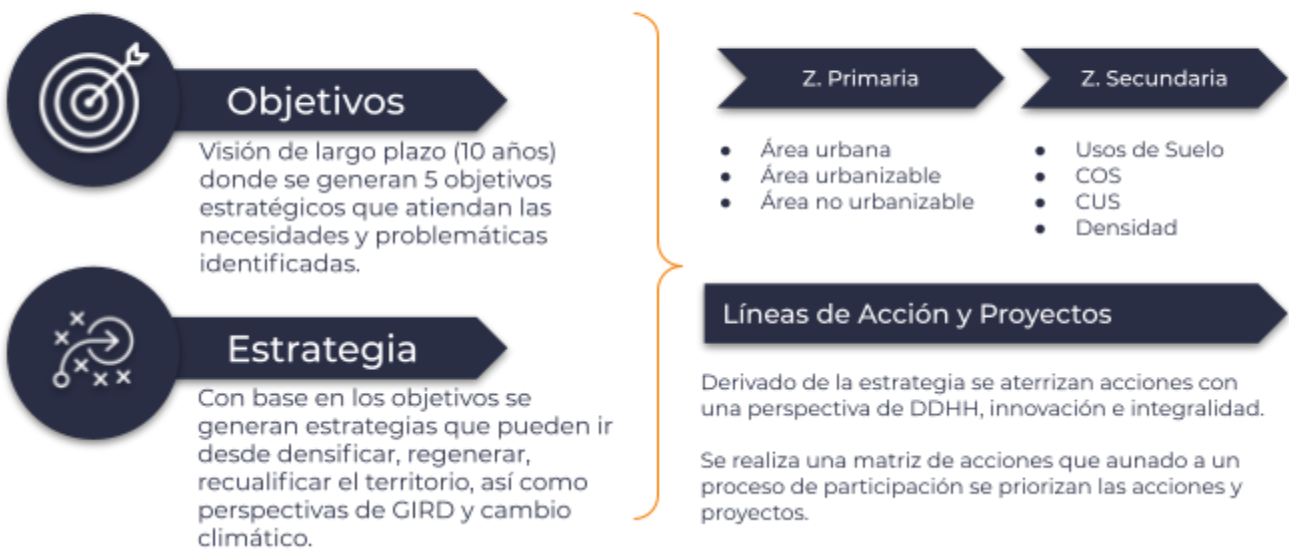 Objetivos
Visión de largo plazo (10 años)
donde se generan 5 objetivos
estratégicos que atiendan las
necesidades y problemáticas
identificadas.
Estrategia
Con base en los objetivos se
generan estrategias que pueden ir
desde densificar, regenerar,
recualificar el territorio, así como
perspectivas de GIRD y cambio
climático.
Z. Primaria
● Área urbana
● Área urbanizable
● Área no urbanizable
Z. Secundaria
● Usos de Suelo
● COS
● CUS
● Densidad
Líneas de Acción y Proyectos
Derivado de la estrategia se aterrizan acciones con
una perspectiva de DDHH, innovación e integralidad.
Se realiza una matriz de acciones que aunado a un
proceso de participación se priorizan las acciones y
proyectos.